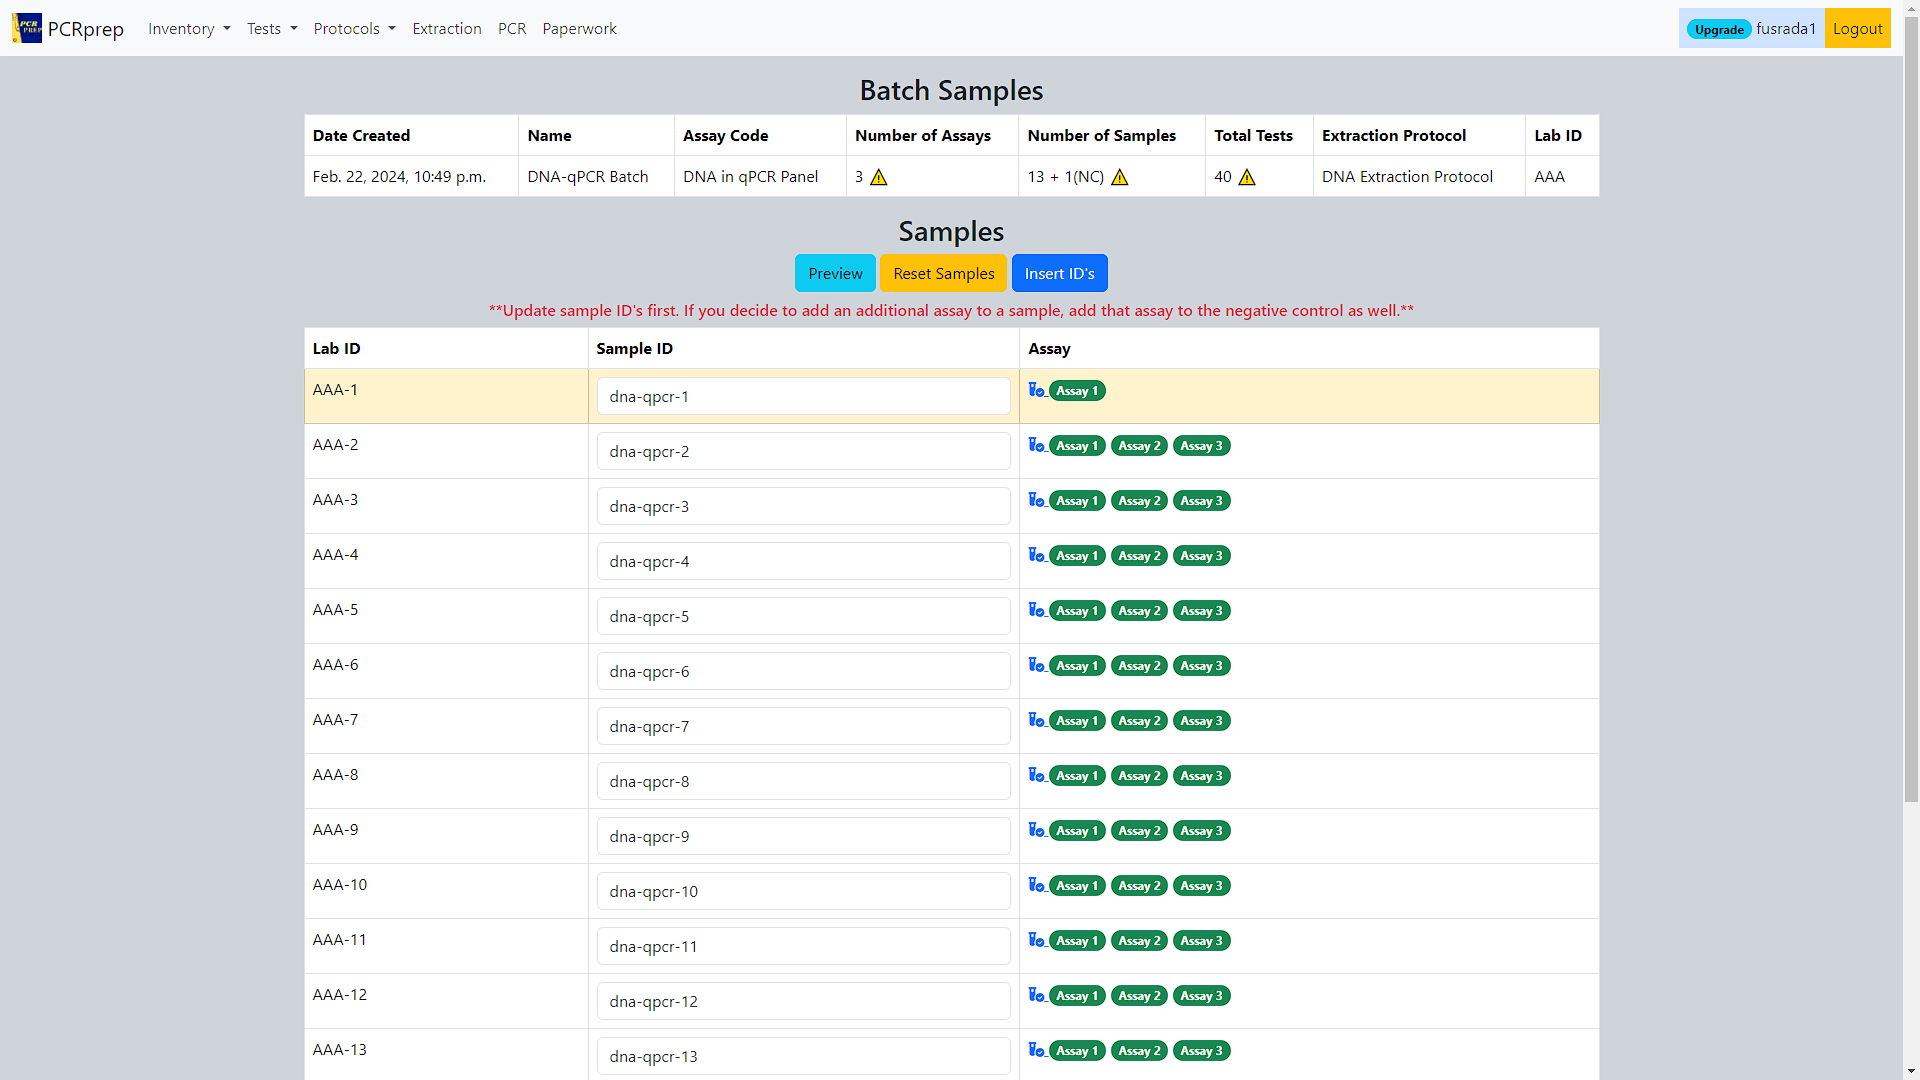 PCR PREP PCRprep Inventory Tests Protocols Extraction PCR Paperwork Upgrade fusrada1 Logout
Batch Samples
Date Created Name Assay Code Number of Assays Number of Samples Total Tests Extraction Protocol Lab ID
Feb. 22, 2024, 10:49 p.m. DNA-qPCR Batch DNA in qPCR Panel 3 13 + 1(NC) 40 DNA Extraction Protocol AAA
Samples
Preview Reset Samples Insert ID's
**Update sample ID's first. If you decide to add an additional assay to a sample, add that assay to the negative control as well.**
Lab ID Sample ID Assay
AAA-1 dna-qpcr-1 Assay 1
AAA-2 dna-qpcr-2 Assay 1 Assay 2 Assay 3
AAA-3 dna-qpcr-3 Assay 1 Assay 2 Assay 3
AAA-4 dna-qpcr-4 Assay 1 Assay 2 Assay 3
AAA-5 dna-qpcr-5 Assay 1 Assay 2 Assay 3
AAA-6 dna-qpcr-6 Assay 1 Assay 2 Assay 3
AAA-7 dna-qpcr-7 Assay 1 Assay 2 Assay 3
AAA-8 dna-qpcr-8 Assay 1 Assay 2 Assay 3
AAA-9 dna-qpcr-9 Assay 1 Assay 2 Assay 3
AAA-10 dna-qpcr-10 Assay 1 Assay 2 Assay 3
AAA-11 dna-qpcr-11 Assay 1 Assay 2 Assay 3
AAA-12 dna-qpcr-12 Assay 1 Assay 2 Assay 3
AAA-13 dna-qpcr-13 Assay 1 Assay 2 Assay 3